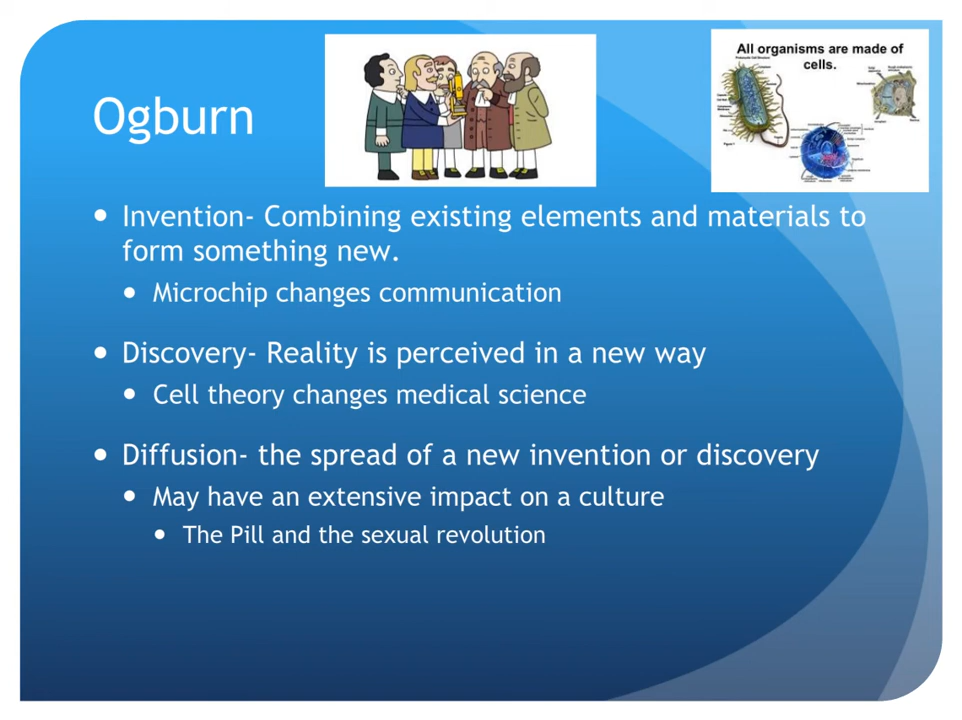 Ogburn
All organisms are made of
cells.
• Invention- Combining existing elements and materials to
form something new.
• Microchip changes communication
• Discovery- Reality is perceived in a new way
• Cell theory changes medical science
• Diffusion- the spread of a new invention or discovery
• May have an extensive impact on a culture
• The Pill and the sexual revolution